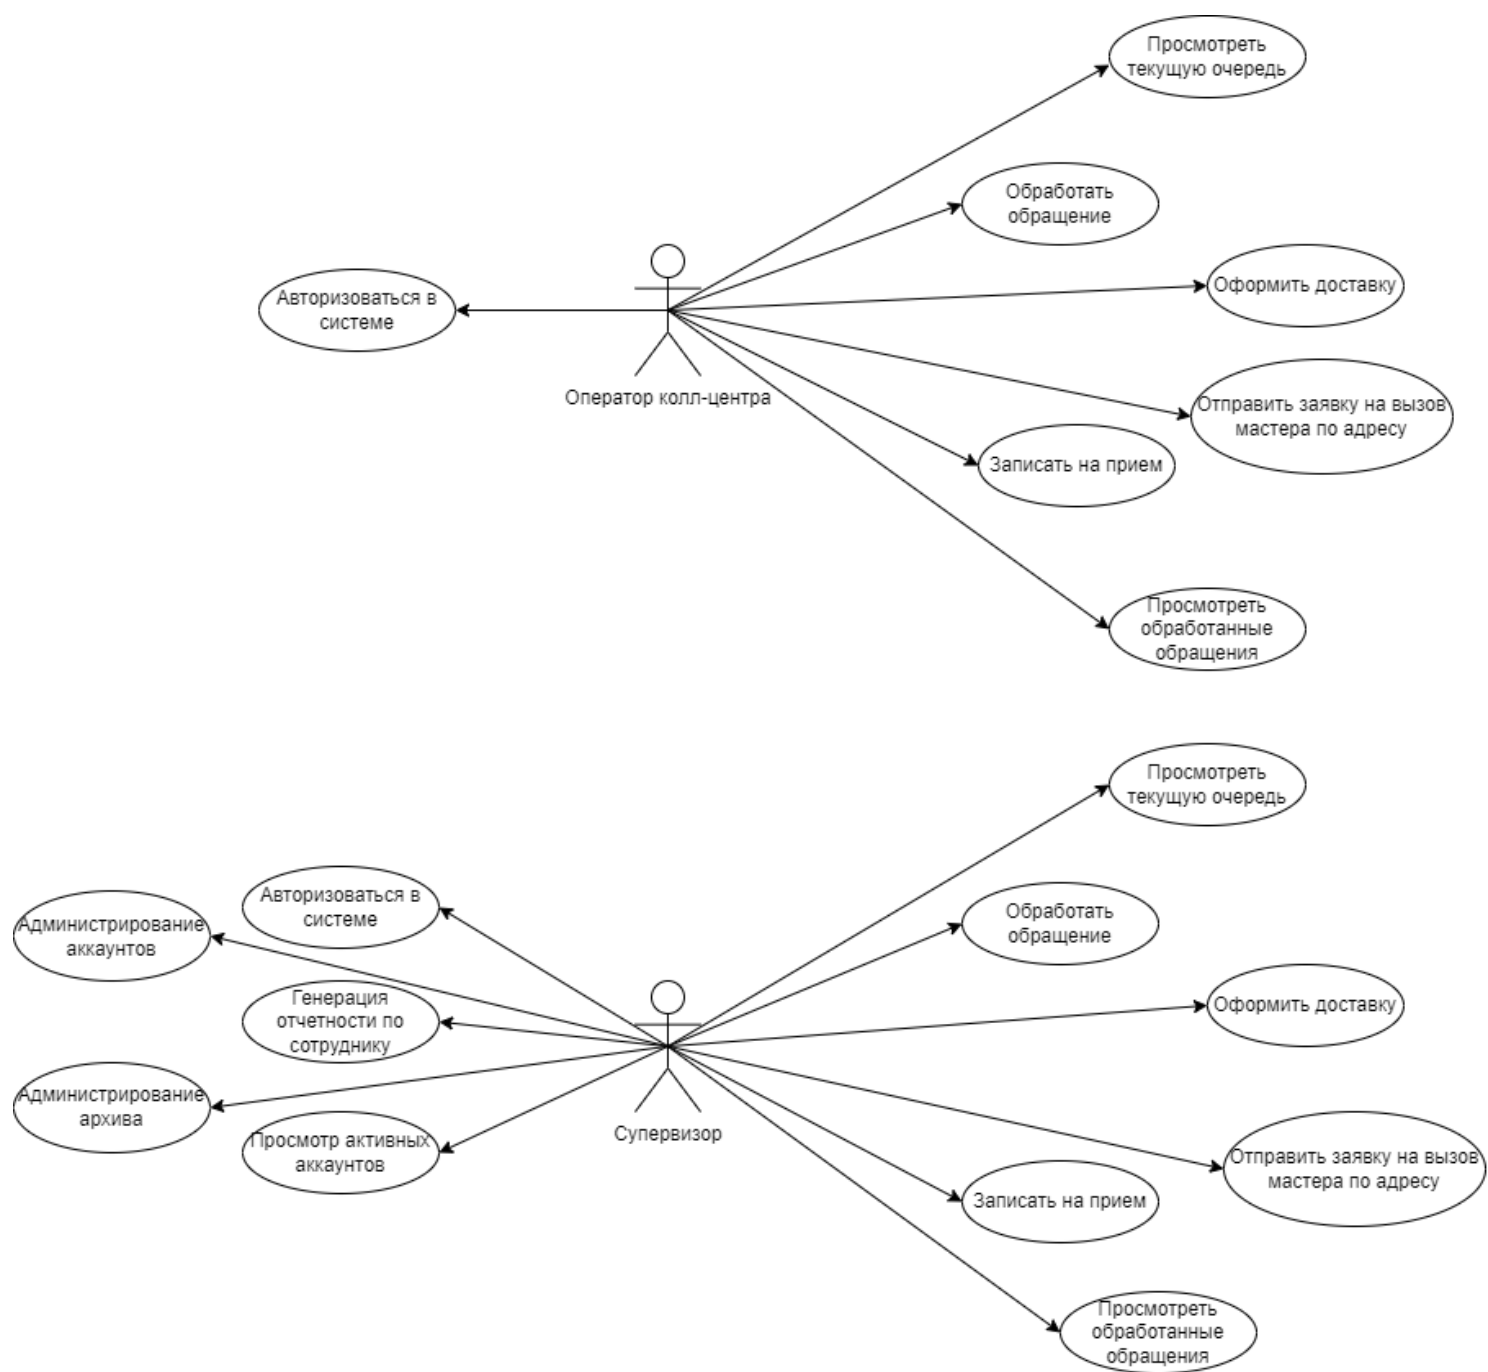 Просмотреть
текущую очередь
Обработать
обращение
Авторизоваться в
системе
Оформить доставку
Оператор колл-центра
Отправить заявку на вызов
мастера по адресу
Записать на прием
Просмотреть
обработанные
обращения
Просмотреть
текущую очередь
Авторизоваться в
системе
Обработать
обращение
Администрирование
аккаунтов
Генерация
отчетности по
сотруднику
Оформить доставку
Администрирование
архива
Просмотр активных
аккаунтов
Супервизор
Отправить заявку на вызов
мастера по адресу
Записать на прием
Просмотреть
обработанные
обращения